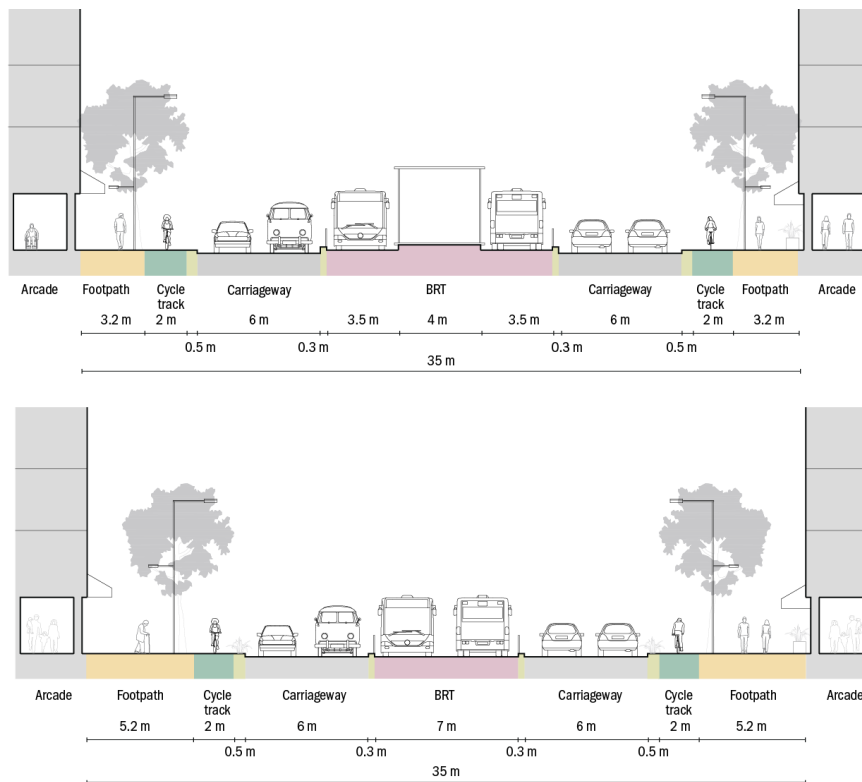 Arcade Footpath Cycle track Carriageway BRT Carriageway Cycle track Footpath Arcade
3.2 m 2 m 6 m 3.5 m 4 m 3.5 m 6 m 2 m 3.2 m
0.5 m 0.3 m 0.3 m 0.5 m
35 m
Arcade Footpath Cycle track Carriageway BRT Carriageway Cycle track Footpath Arcade
5.2 m 2 m 6 m 7 m 6 m 2 m 5.2 m
0.5 m 0.3 m 0.3 m 0.5 m
35 m